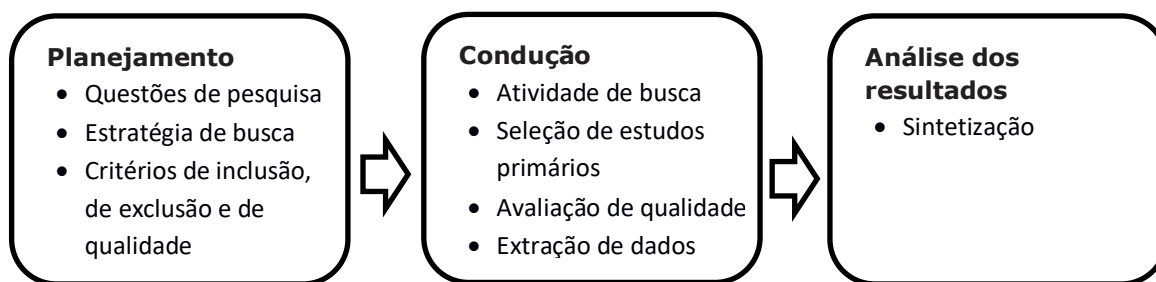 Planejamento
• Questões de pesquisa
• Estratégia de busca
• Critérios de inclusão,
de exclusão e de
qualidade
Condução
• Atividade de busca
• Seleção de estudos
primários
• Avaliação de qualidade
• Extração de dados
Análise dos
resultados
• Sintetização